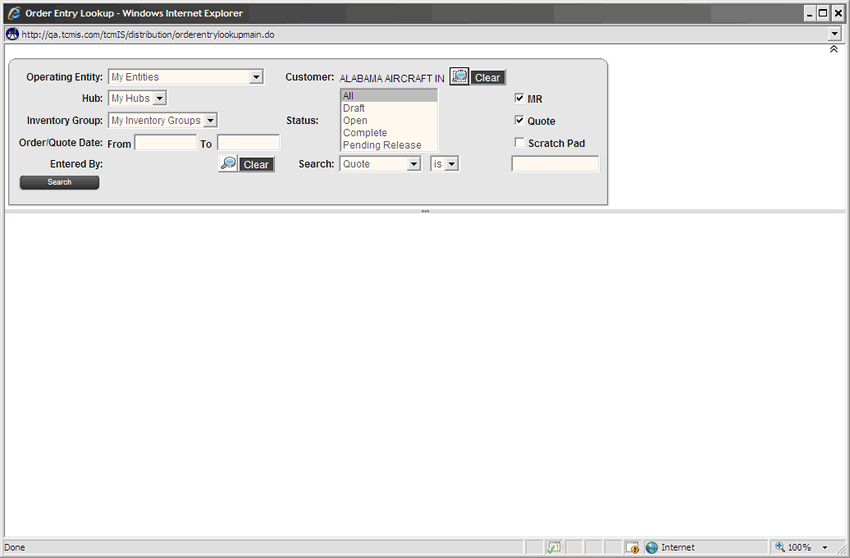 Order Entry Lookup - Windows Internet Explorer
http://qa.tcmis.com/tcmIS/distribution/orderentrylookupmain.do
Operating Entity: My Entities Customer: ALABAMA AIRCRAFT IN Clear
Hub: My Hubs All MR
Draft
Inventory Group: My Inventory Groups Status: Open Quote
Complete
Order/Quote Date: From To Pending Release Scratch Pad
Entered By: Clear Search: Quote is
Search
Done Internet 100%